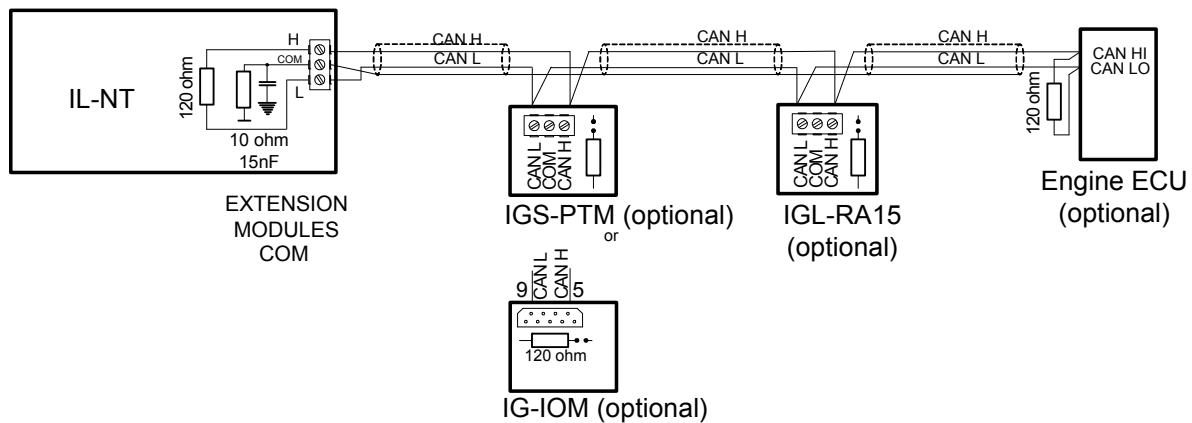 IL-NT
120 ohm
H
COM
L
10 ohm
15nF
EXTENSION
MODULES
COM
CAN H
CAN L
CAN H
CAN L
CAN H
CAN L
CAN L
COM
CAN H
IGS-PTM (optional)
or
CAN L
COM
CAN H
IGL-RA15
(optional)
120 ohm
CAN HI
CAN LO
Engine ECU
(optional)
9
CAN L
CAN H
5
120 ohm
IG-IOM (optional)